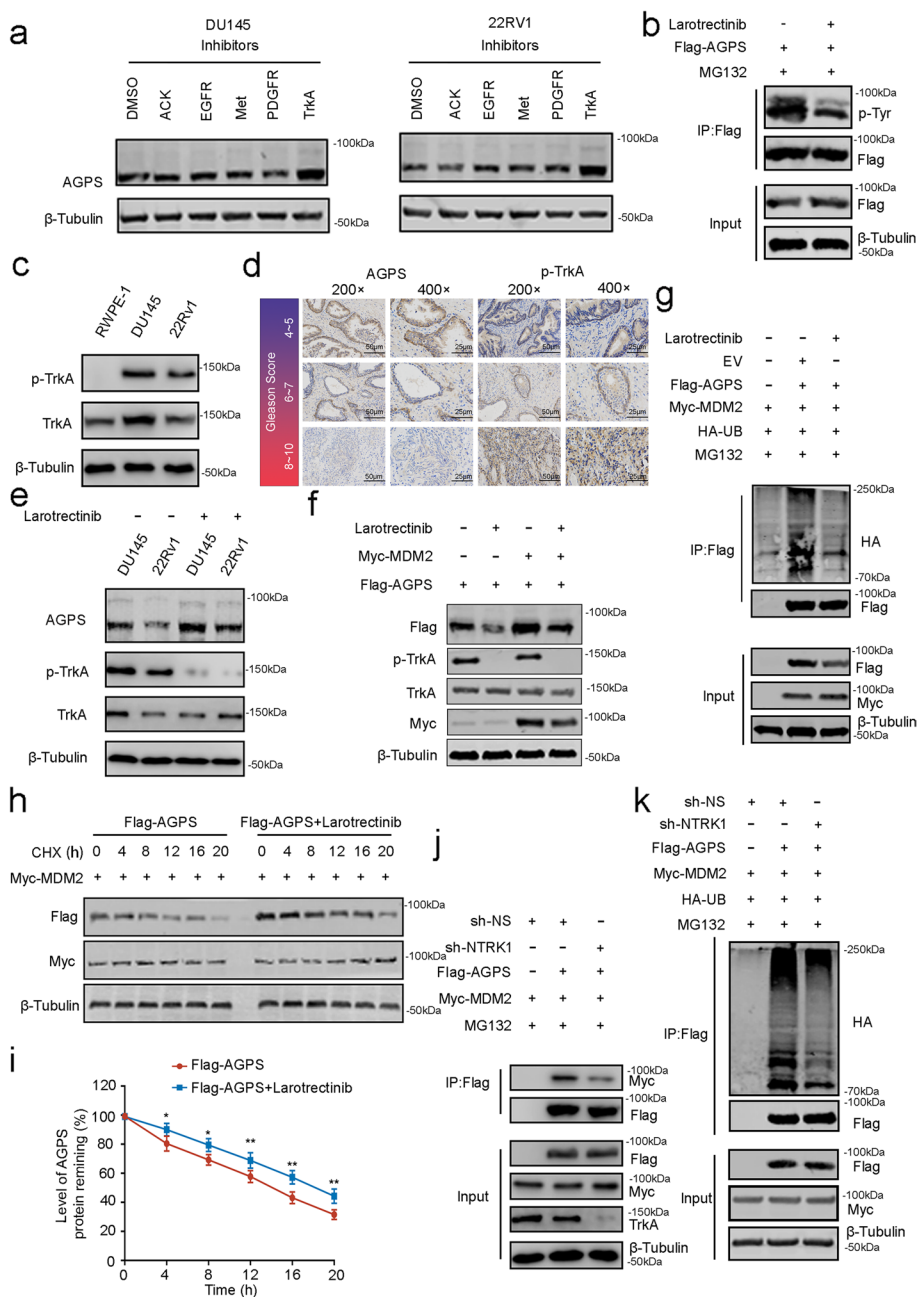 a
DU145
Inhibitors
DMSO
ACK
EGFR
Met
PDGFR
TrkA
-100kDa
AGPS
β-Tubulin
-50kDa
22RV1
Inhibitors
DMSO
ACK
EGFR
Met
PDGFR
TrkA
-100kDa
-50kDa
b
Larotrectinib - +
Flag-AGPS + +
MG132 + +
IP:Flag
-100kDa
p-Tyr
-100kDa
Flag
Input
-100kDa
Flag
β-Tubulin
-50kDa
c
RWPE-1
DU145
22Rv1
p-TrkA -150kDa
TrkA -150kDa
β-Tubulin -50kDa
d
AGPS p-TrkA
200× 400× 200× 400×
Gleason Score
4~5
6~7
8~10
50μm 25μm 50μm 25μm
50μm 25μm 50μm 25μm
50μm 25μm 50μm 25μm
e
Larotrectinib - - + +
DU145
22Rv1
DU145
22Rv1
-100kDa
AGPS
p-TrkA -150kDa
TrkA -150kDa
β-Tubulin -50kDa
f
Larotrectinib - + - +
Myc-MDM2 - - + +
Flag-AGPS + + + +
-100kDa
Flag
p-TrkA -150kDa
TrkA -150kDa
Myc -100kDa
β-Tubulin -50kDa
g
Larotrectinib - - +
EV - + -
Flag-AGPS - + +
Myc-MDM2 + + +
HA-UB + + +
MG132 + + +
IP:Flag
-250kDa
HA
-70kDa
-100kDa
Flag
Input
-100kDa
Flag
-100kDa
Myc
β-Tubulin
-50kDa
h
Flag-AGPS Flag-AGPS+Larotrectinib
CHX (h) 0 4 8 12 16 20 0 4 8 12 16 20
Myc-MDM2 + + + + + + + + + + + +
Flag -100kDa
Myc -100kDa
β-Tubulin -50kDa
i
Flag-AGPS
Flag-AGPS+Larotrectinib
Level of AGPS
protein remaining (%)
120
100
80
60
40
20
0
* * ** ** **
0 4 8 12 16 20
Time (h)
j
sh-NS + + -
sh-NTRK1 - - +
Flag-AGPS - + +
Myc-MDM2 + + +
MG132 + + +
IP:Flag
-100kDa
Myc
-100kDa
Flag
Input
-100kDa
Flag
-100kDa
Myc
-150kDa
TrkA
β-Tubulin
-50kDa
k
sh-NS + + -
sh-NTRK1 - - +
Flag-AGPS - + +
Myc-MDM2 + + +
HA-UB + + +
MG132 + + +
IP:Flag
-250kDa
HA
-70kDa
-100kDa
Flag
Input
-100kDa
Flag
-100kDa
Myc
β-Tubulin
-50kDa